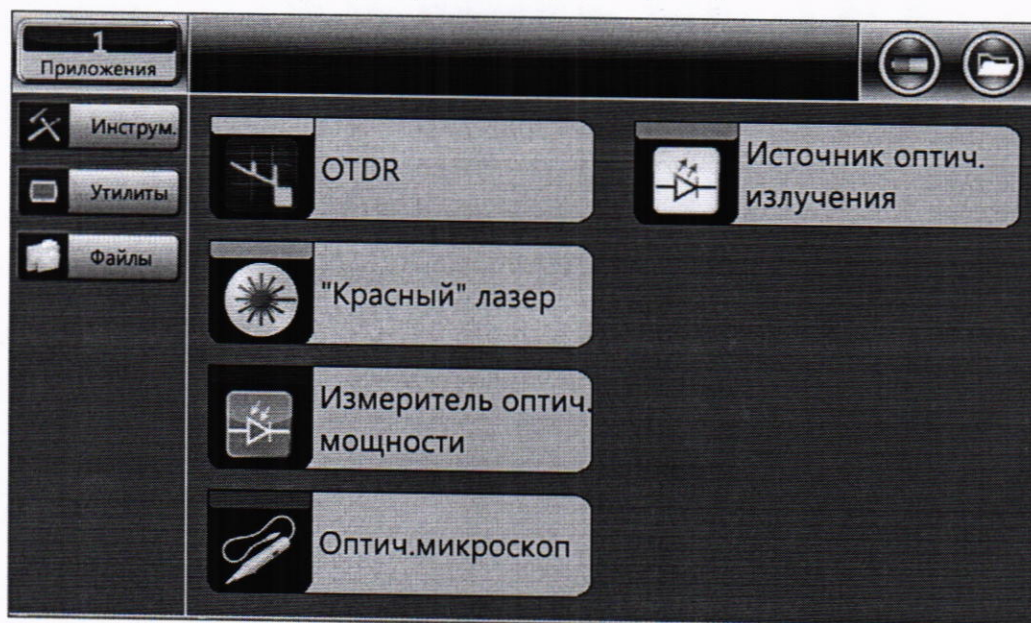 1
Приложения
Инструм.
Утилиты
Файлы
OTDR
"Красный" лазер
Измеритель оптич.
мощности
Оптич.микроскоп
Источник оптич.
излучения